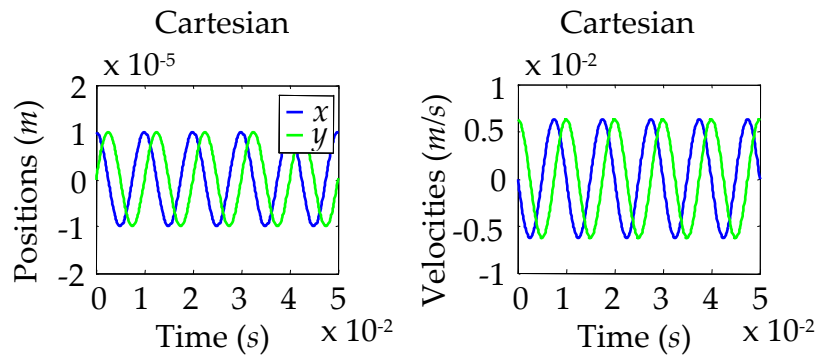 Cartesian
x 10-5
Positions (m)
2
1
0
-1
-2
x
y
0 1 2 3 4 5
Time (s)
x 10-2
Cartesian
x 10-2
Velocities (m/s)
1
0.5
0
-0.5
-1
0 1 2 3 4 5
Time (s)
x 10-2